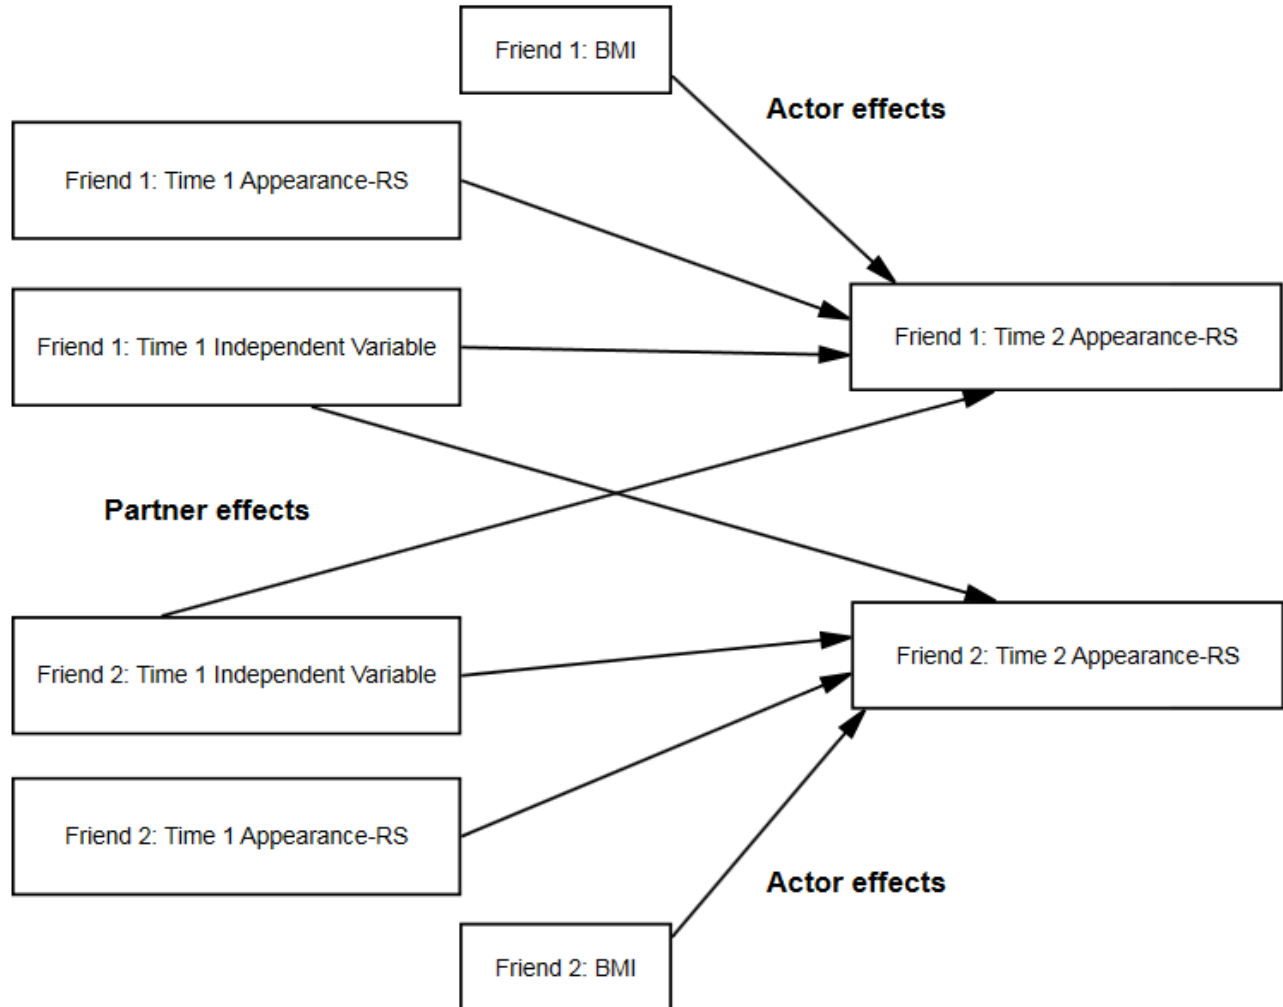 Friend 1: BMI
Actor effects
Friend 1: Time 1 Appearance-RS
Friend 1: Time 1 Independent Variable
Friend 1: Time 2 Appearance-RS
Partner effects
Friend 2: Time 1 Independent Variable
Friend 2: Time 2 Appearance-RS
Friend 2: Time 1 Appearance-RS
Actor effects
Friend 2: BMI